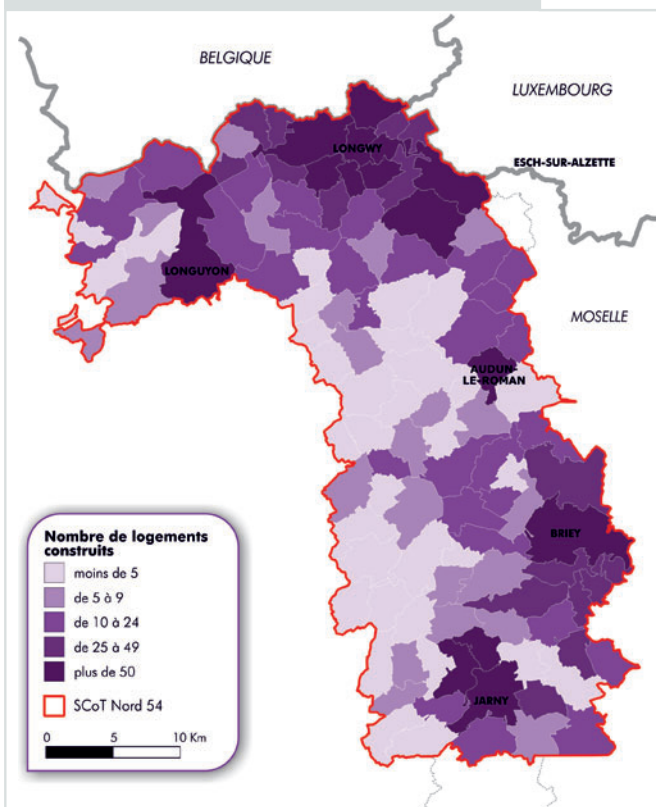 BELGIQUE
LUXEMBOURG
LONGWY
ESCH-SUR-ALZETTE
LONGUYON
MOSELLE
AUDUN-
LE-ROMAN
BRIEY
JARNY
Nombre de logements
construits
moins de 5
de 5 à 9
de 10 à 24
de 25 à 49
plus de 50
SCoT Nord 54
0 5 10 Km